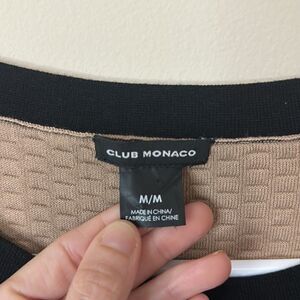 CLUB MONACO
M/M
MADE IN CHINA/
FABRIQUÉ EN CHINE